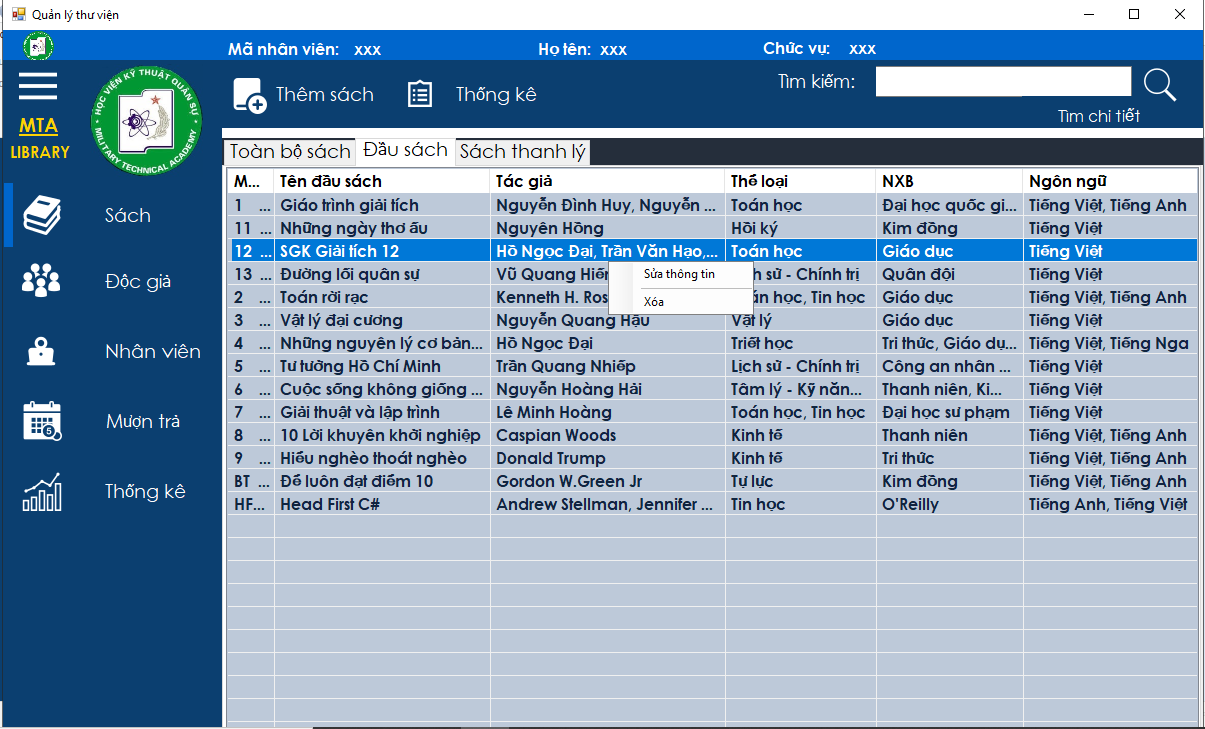 Quản lý thư viện
Mã nhân viên: xxx Họ tên: xxx Chức vụ: xxx
HỌC VIỆN KỸ THUẬT QUÂN SỰ
MILITARY TECHNICAL ACADEMY
MTA
LIBRARY
Thêm sách Thống kê Tìm kiếm:
Tìm chi tiết
Sách
Độc giả
Nhân viên
Mượn trả
5
Thống kê
Toàn bộ sách Đầu sách Sách thanh lý
M... Tên đầu sách Tác giả Thể loại NXB Ngôn ngữ
1 ... Giáo trình giải tích Nguyễn Đình Huy, Nguyễn ... Toán học Đại học quốc gi... Tiếng Việt, Tiếng Anh
11 ... Những ngày thơ ấu Nguyên Hồng Hồi ký Kim đồng Tiếng Việt
12 ... SGK Giải tích 12 Hồ Ngọc Đại, Trần Văn Hạo,... Toán học Giáo dục Tiếng Việt
13 ... Đường lối quân sự Vũ Quang Hiển ch sử - Chính trị Quân đội Tiếng Việt
2 ... Toán rời rạc Kenneth H. Ros án học, Tin học Giáo dục Tiếng Việt, Tiếng Anh
3 ... Vật lý đại cương Nguyễn Quang Hậu Vật lý Giáo dục Tiếng Việt
4 ... Những nguyên lý cơ bản... Hồ Ngọc Đại Triết học Tri thức, Giáo dụ... Tiếng Việt, Tiếng Nga
5 ... Tư tưởng Hồ Chí Minh Trần Quang Nhiếp Lịch sử - Chính trị Công an nhân ... Tiếng Việt
6 ... Cuộc sống không giống ... Nguyễn Hoàng Hải Tâm lý - Kỹ năn... Thanh niên, Ki... Tiếng Việt
7 ... Giải thuật và lập trình Lê Minh Hoàng Toán học, Tin học Đại học sư phạm Tiếng Việt
8 ... 10 Lời khuyên khởi nghiệp Caspian Woods Kinh tế Thanh niên Tiếng Việt, Tiếng Anh
9 ... Hiểu nghèo thoát nghèo Donald Trump Kinh tế Tri thức Tiếng Việt, Tiếng Anh
BT ... Để luôn đạt điểm 10 Gordon W.Green Jr Tự lực Kim đồng Tiếng Việt, Tiếng Anh
HF... Head First C# Andrew Stellman, Jennifer ... Tin học O'Reilly Tiếng Anh, Tiếng Việt
Sửa thông tin
Xóa